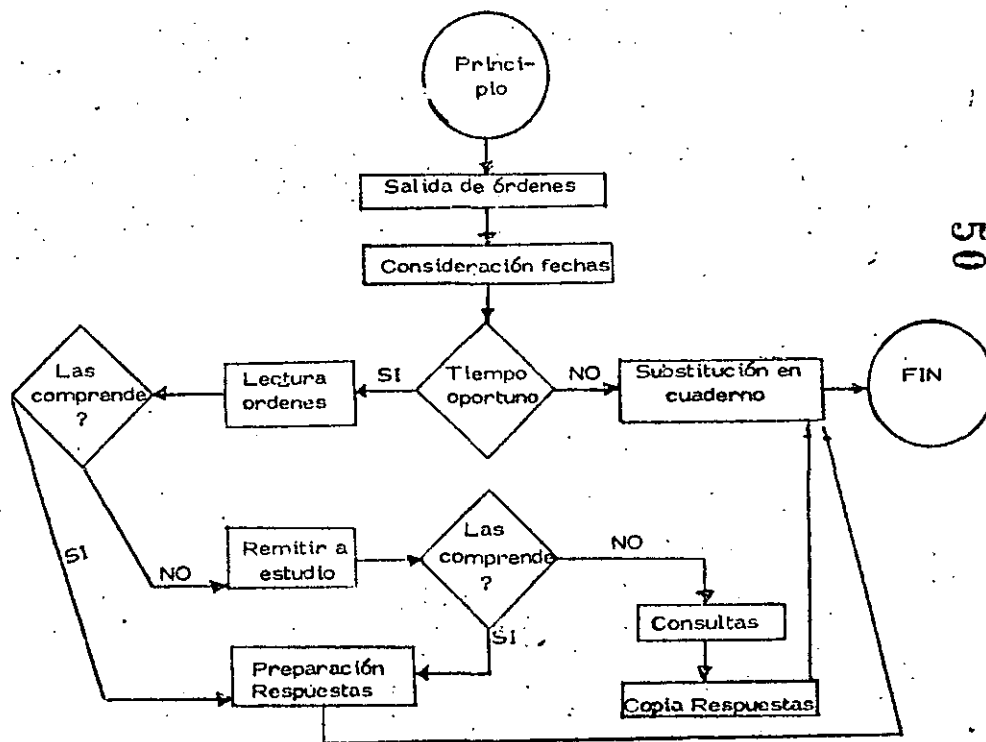 Princi-
pio
Salida de órdenes
50
Consideración fechas
Las
comprende
?
Lectura
ordenes
SI
Tiempo
oportuno
NO
Substitución en
cuaderno
FIN
SI
NO
Remitir a
estudio
Las
comprende
?
NO
SI
Consultas
Preparación
Respuestas
Copia Respuestas